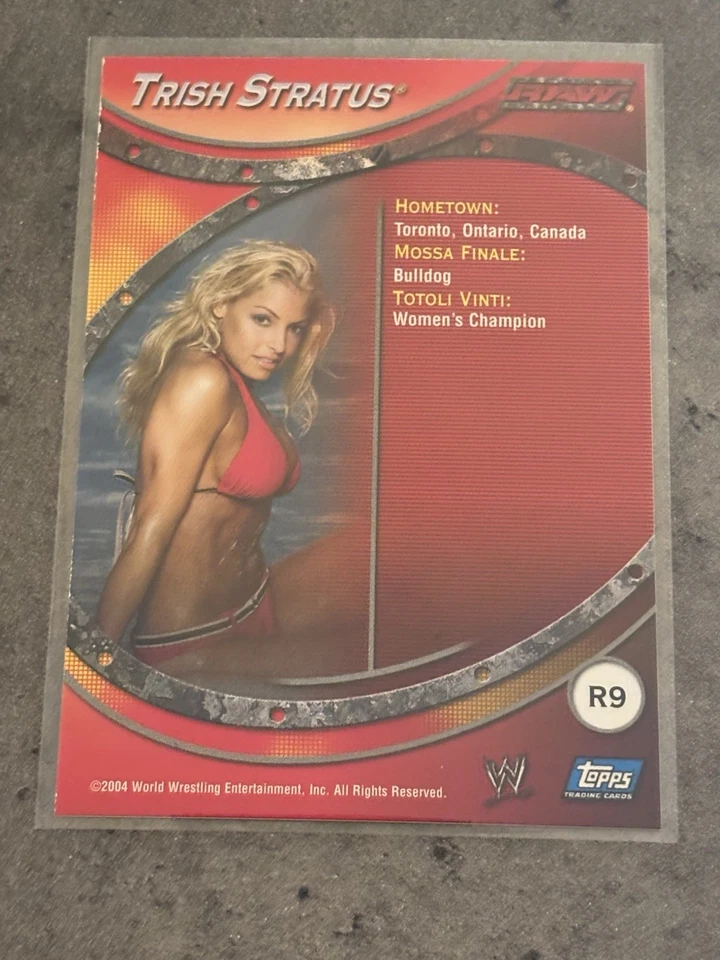 TRISH STRATUS®
RAW®
HOMETOWN:
Toronto, Ontario, Canada
MOSSA FINALE:
Bulldog
TOTOLI VINTI:
Women's Champion
R9
©2004 World Wrestling Entertainment, Inc. All Rights Reserved.
W
topps
TRADING CARDS